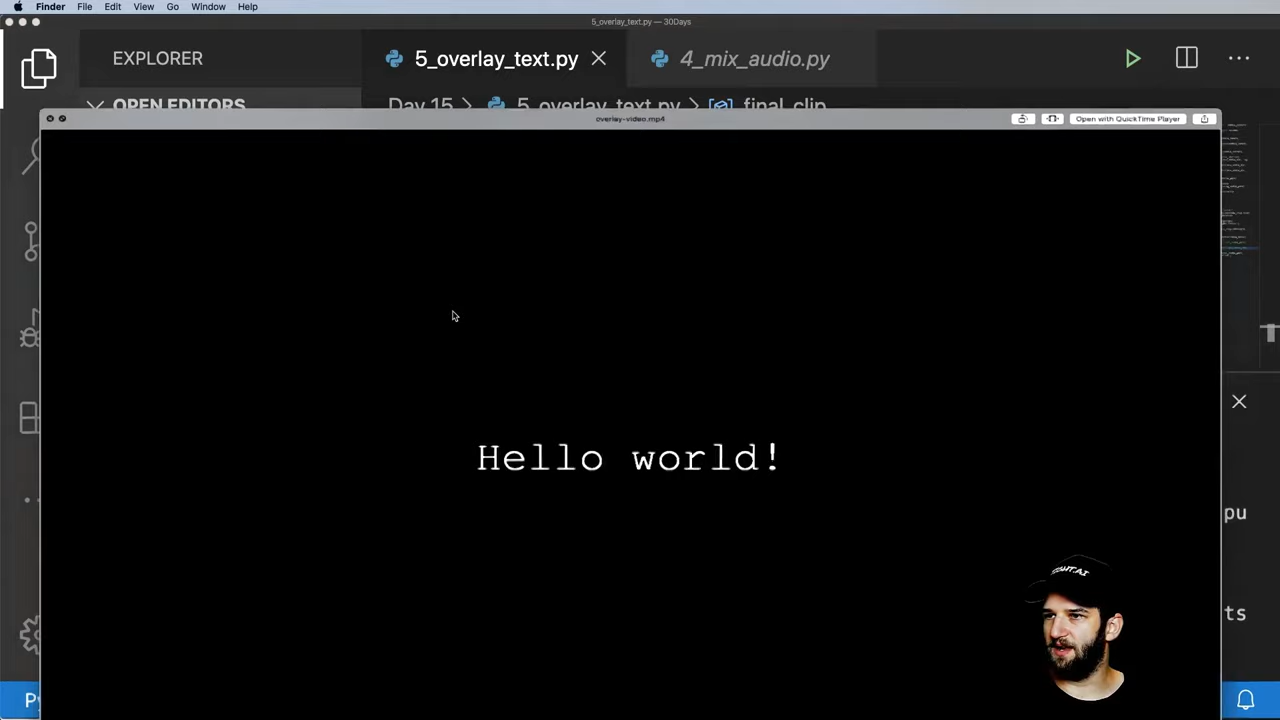 Finder File Edit View Go Window Help
5_overlay_text.py — 30Days
EXPLORER
5_overlay_text.py
4_mix_audio.py
OPEN EDITORS
Day 15 > 5_overlay_text.py > final_clip
overlay-video.mp4
Open with QuickTime Player
Hello world!
pu
ts
Py